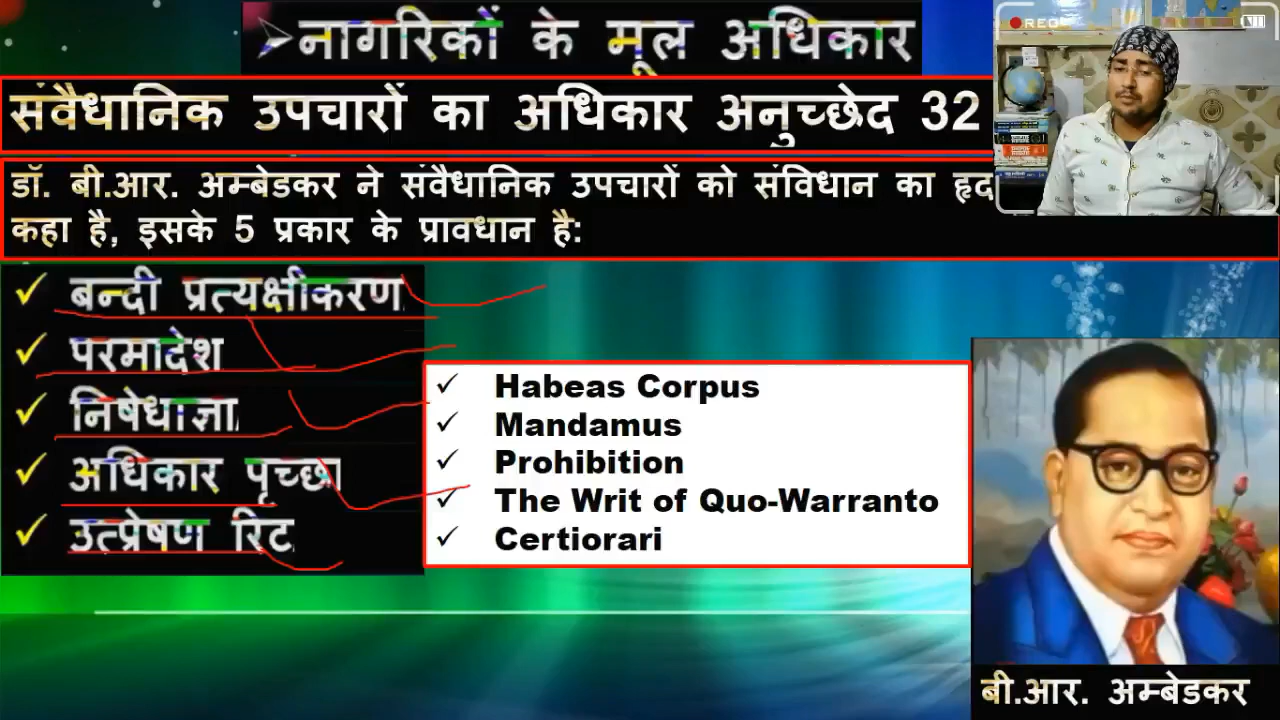 नागरिकों के मूल अधिकार
REC
संवैधानिक उपचारों का अधिकार अनुच्छेद 32
डॉ. बी.आर. अम्बेडकर ने संवैधानिक उपचारों को संविधान का हृद
कहा है, इसके 5 प्रकार के प्रावधान है:
बन्दी प्रत्यक्षीकरण
परमादेश
निषेधाज्ञा
अधिकार पृच्छा
उत्प्रेषण रिट
Habeas Corpus
Mandamus
Prohibition
The Writ of Quo-Warranto
Certiorari
बी.आर. अम्बेडकर